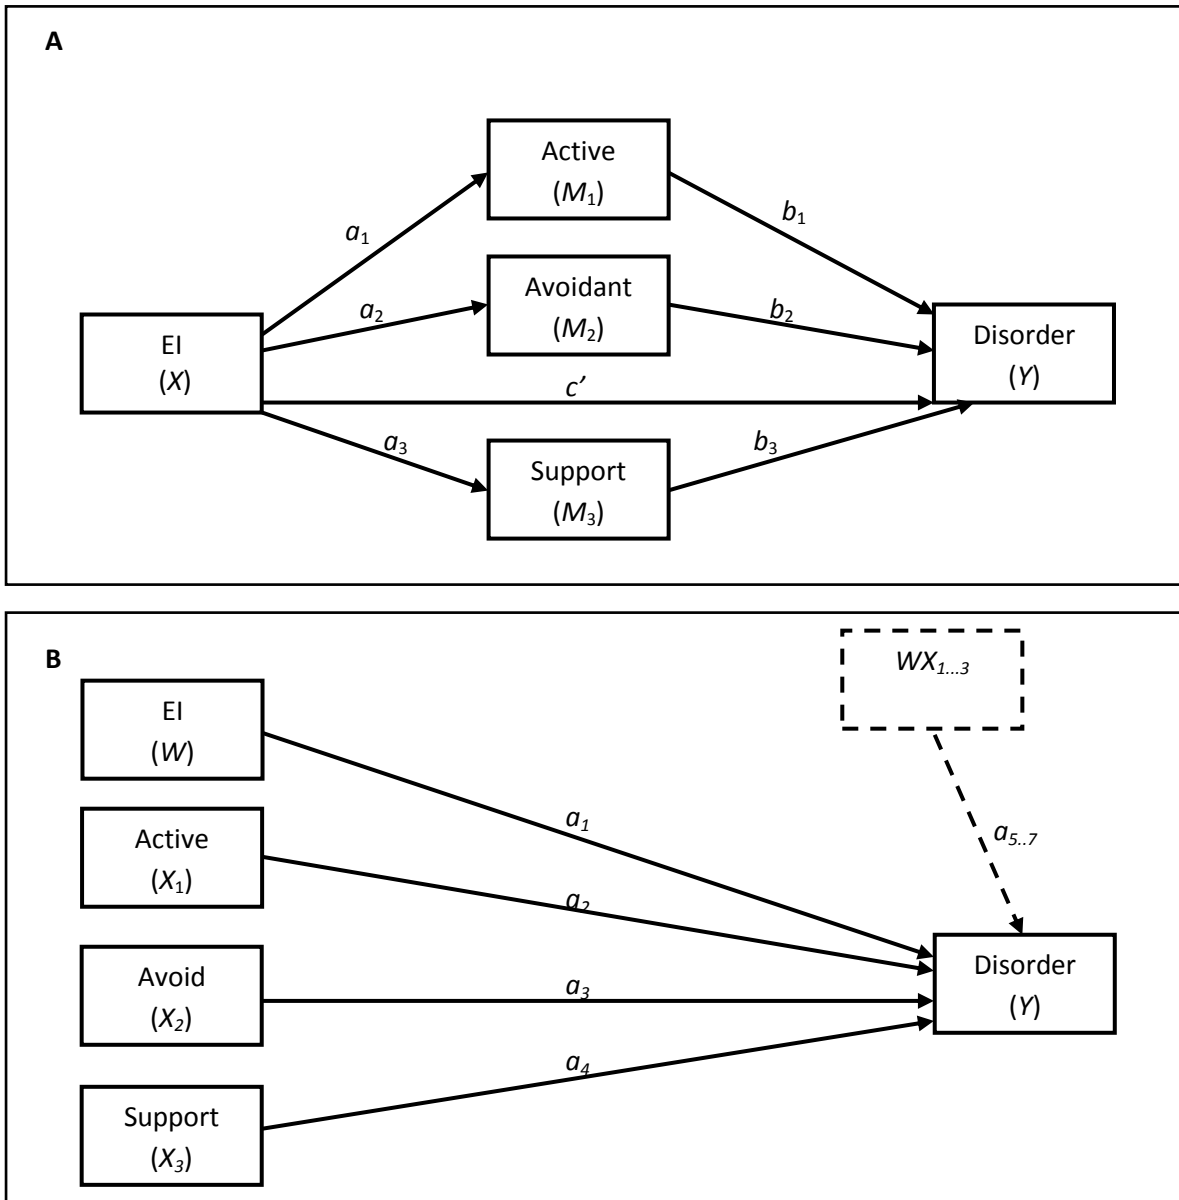 A
Active
(M₁)
a₁
b₁
Avoidant
(M₂)
a₂
b₂
EI
(X)
Disorder
(Y)
c’
a₃
b₃
Support
(M₃)
B
WX₁...₃
EI
(W)
a₁
a₅..₇
Active
(X₁)
a₂
Avoid
(X₂)
a₃
Disorder
(Y)
a₄
Support
(X₃)